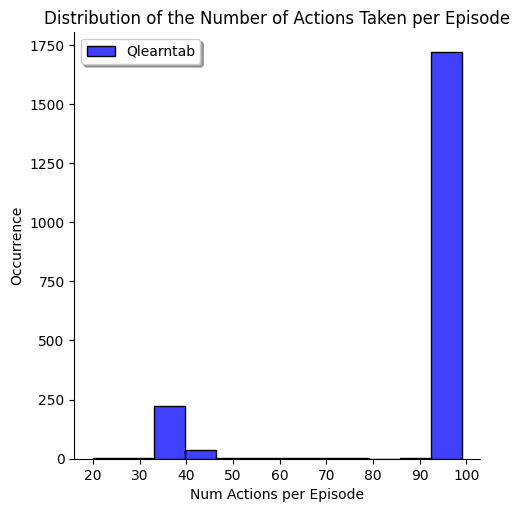 Distribution of the Number of Actions Taken per Episode
Qlearntab
1750
1500
1250
1000
750
500
250
0
Occurrence
20 30 40 50 60 70 80 90 100
Num Actions per Episode